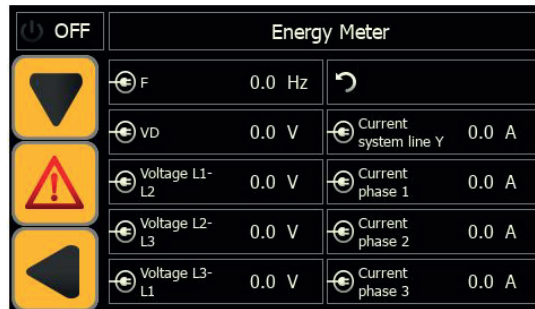 OFF
Energy Meter
F 0.0 Hz
VD 0.0 V
Current
system line Y 0.0 A
Voltage L1-
L2 0.0 V
Current
phase 1 0.0 A
Voltage L2-
L3 0.0 V
Current
phase 2 0.0 A
Voltage L3-
L1 0.0 V
Current
phase 3 0.0 A